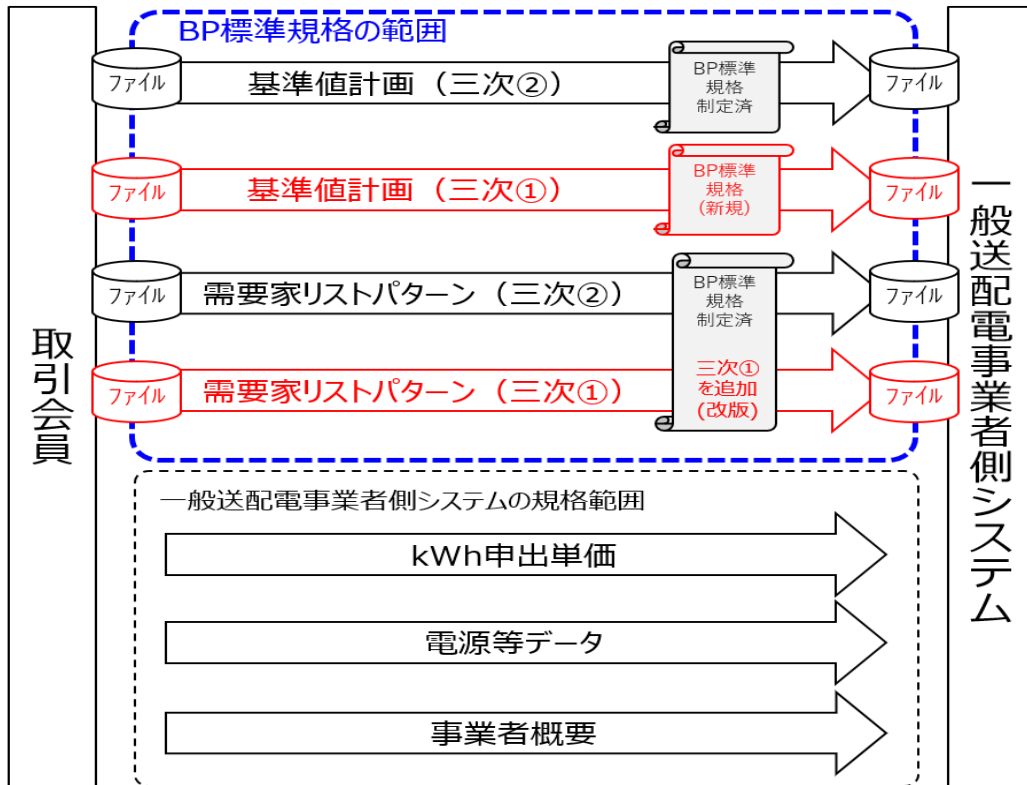 BP標準規格の範囲
ファイル
基準値計画（三次②）
BP標準
規格
制定済
ファイル
ファイル
基準値計画（三次①）
BP標準
規格
(新規)
ファイル
ファイル
需要家リストパターン（三次②）
BP標準
規格
制定済
ファイル
ファイル
需要家リストパターン（三次①）
三次①
を追加
(改版)
ファイル
取引会員
一般送配電事業者側システム
一般送配電事業者側システムの規格範囲
kWh申出単価
電源等データ
事業者概要